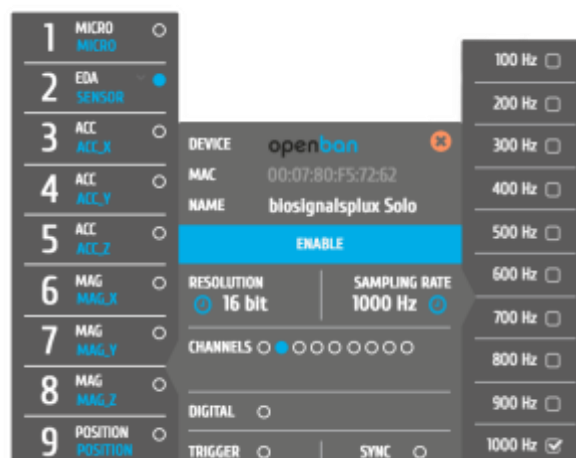 1 MICRO
MICRO
2 EDA
SENSOR
3 ACC
ACC_X
4 ACC
ACC_Y
5 ACC
ACC_Z
6 MAG
MAG_X
7 MAG
MAG_Y
8 MAG
MAG_Z
9 POSITION
POSITION
DEVICE openban
MAC 00:07:80:F5:72:62
NAME biosignalsplux Solo
ENABLE
RESOLUTION SAMPLING RATE
16 bit 1000 Hz
CHANNELS
DIGITAL
TRIGGER SYNC
100 Hz
200 Hz
300 Hz
400 Hz
500 Hz
600 Hz
700 Hz
800 Hz
900 Hz
1000 Hz